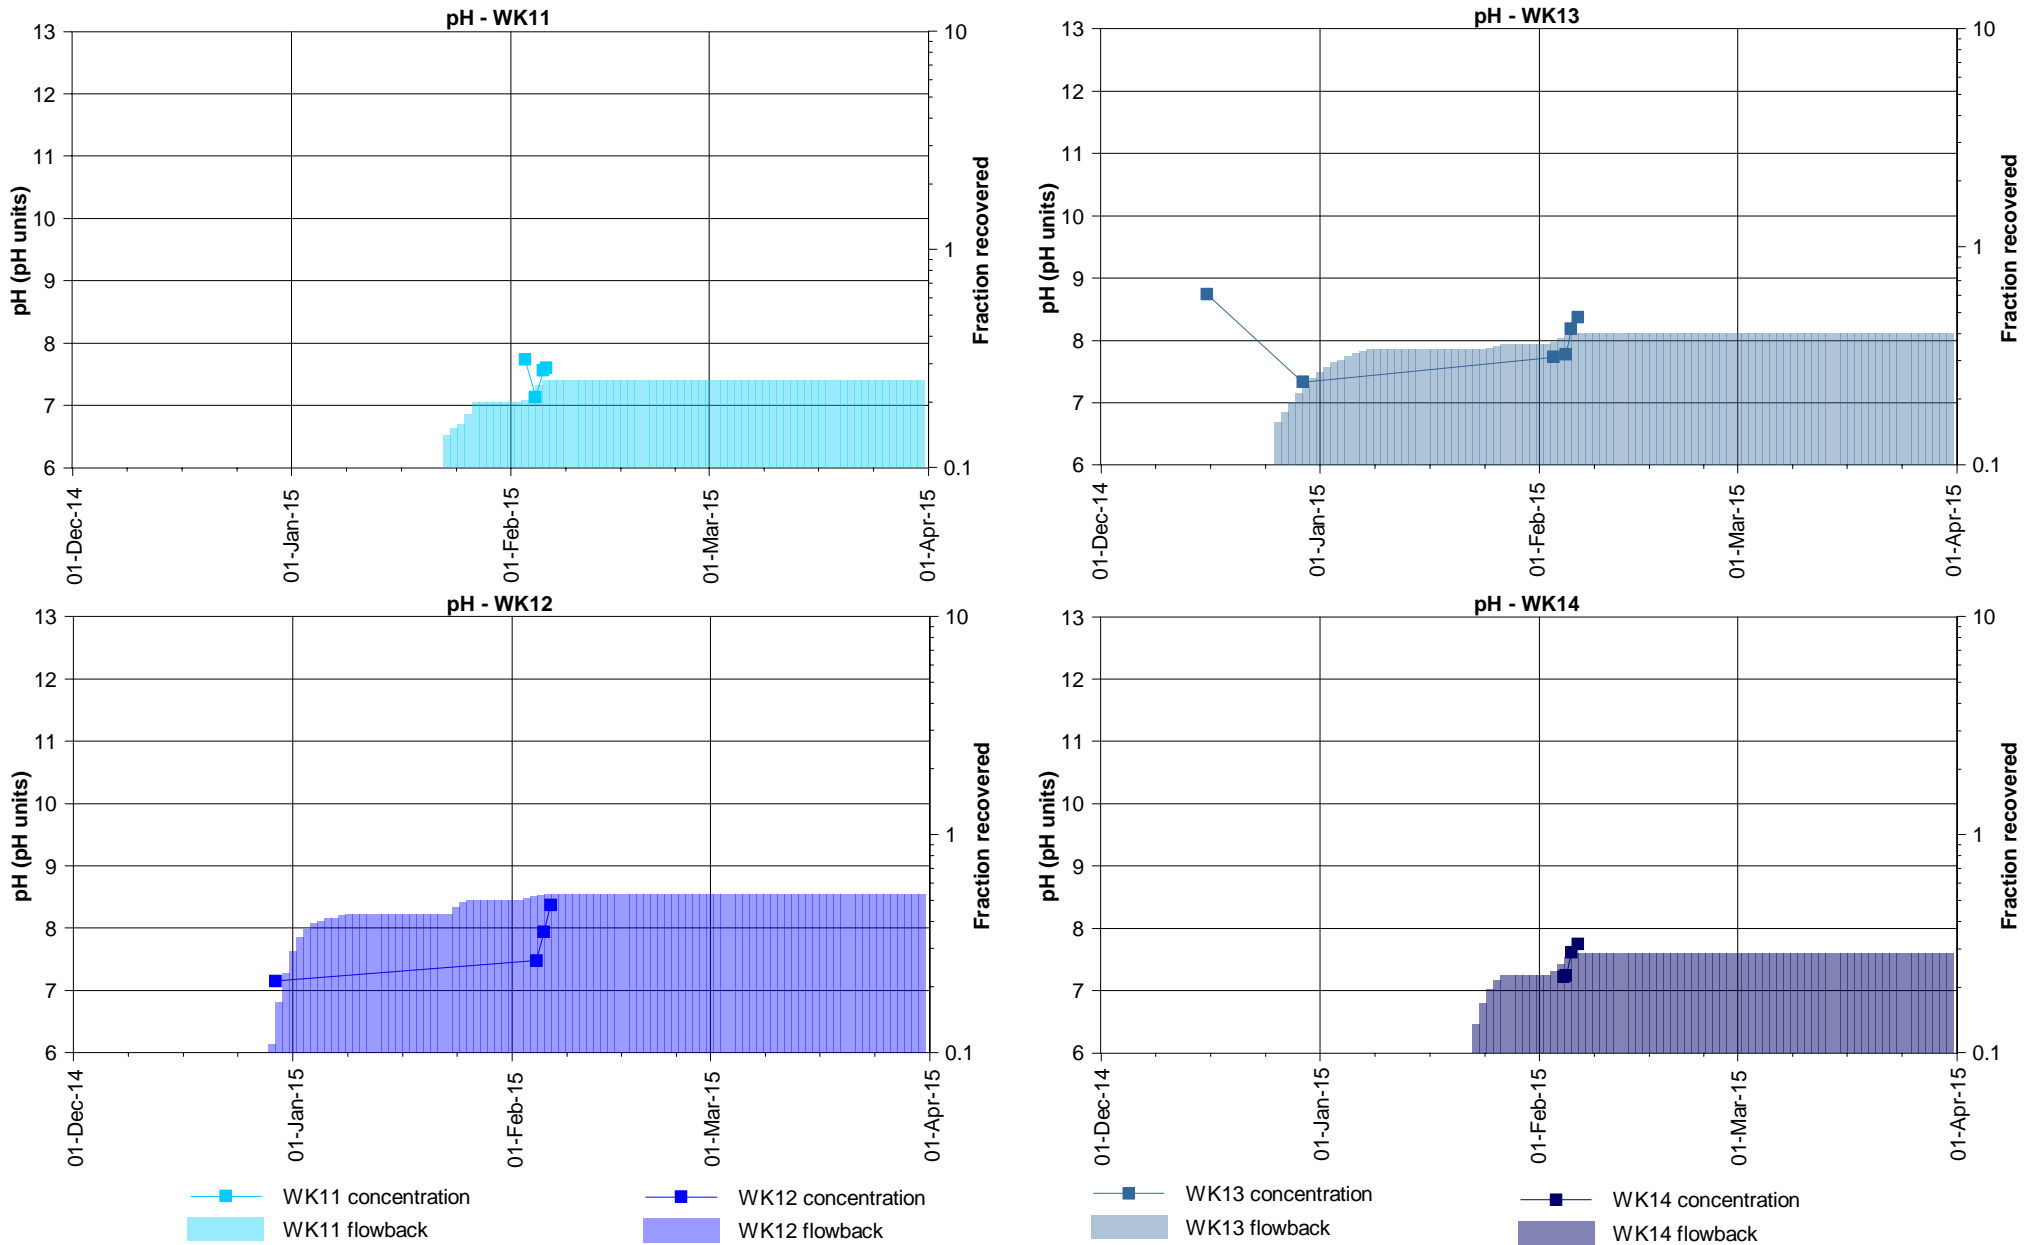 pH - WK11
13
12
11
10
9
8
7
6
pH (pH units)
10
1
0.1
Fraction recovered
01-Dec-14
01-Jan-15
01-Feb-15
01-Mar-15
01-Apr-15
pH - WK13
13
12
11
10
9
8
7
6
pH (pH units)
10
1
0.1
Fraction recovered
01-Dec-14
01-Jan-15
01-Feb-15
01-Mar-15
01-Apr-15
pH - WK12
13
12
11
10
9
8
7
6
pH (pH units)
10
1
0.1
Fraction recovered
01-Dec-14
01-Jan-15
01-Feb-15
01-Mar-15
01-Apr-15
pH - WK14
13
12
11
10
9
8
7
6
pH (pH units)
10
1
0.1
Fraction recovered
01-Dec-14
01-Jan-15
01-Feb-15
01-Mar-15
01-Apr-15
WK11 concentration
WK11 flowback
WK12 concentration
WK12 flowback
WK13 concentration
WK13 flowback
WK14 concentration
WK14 flowback